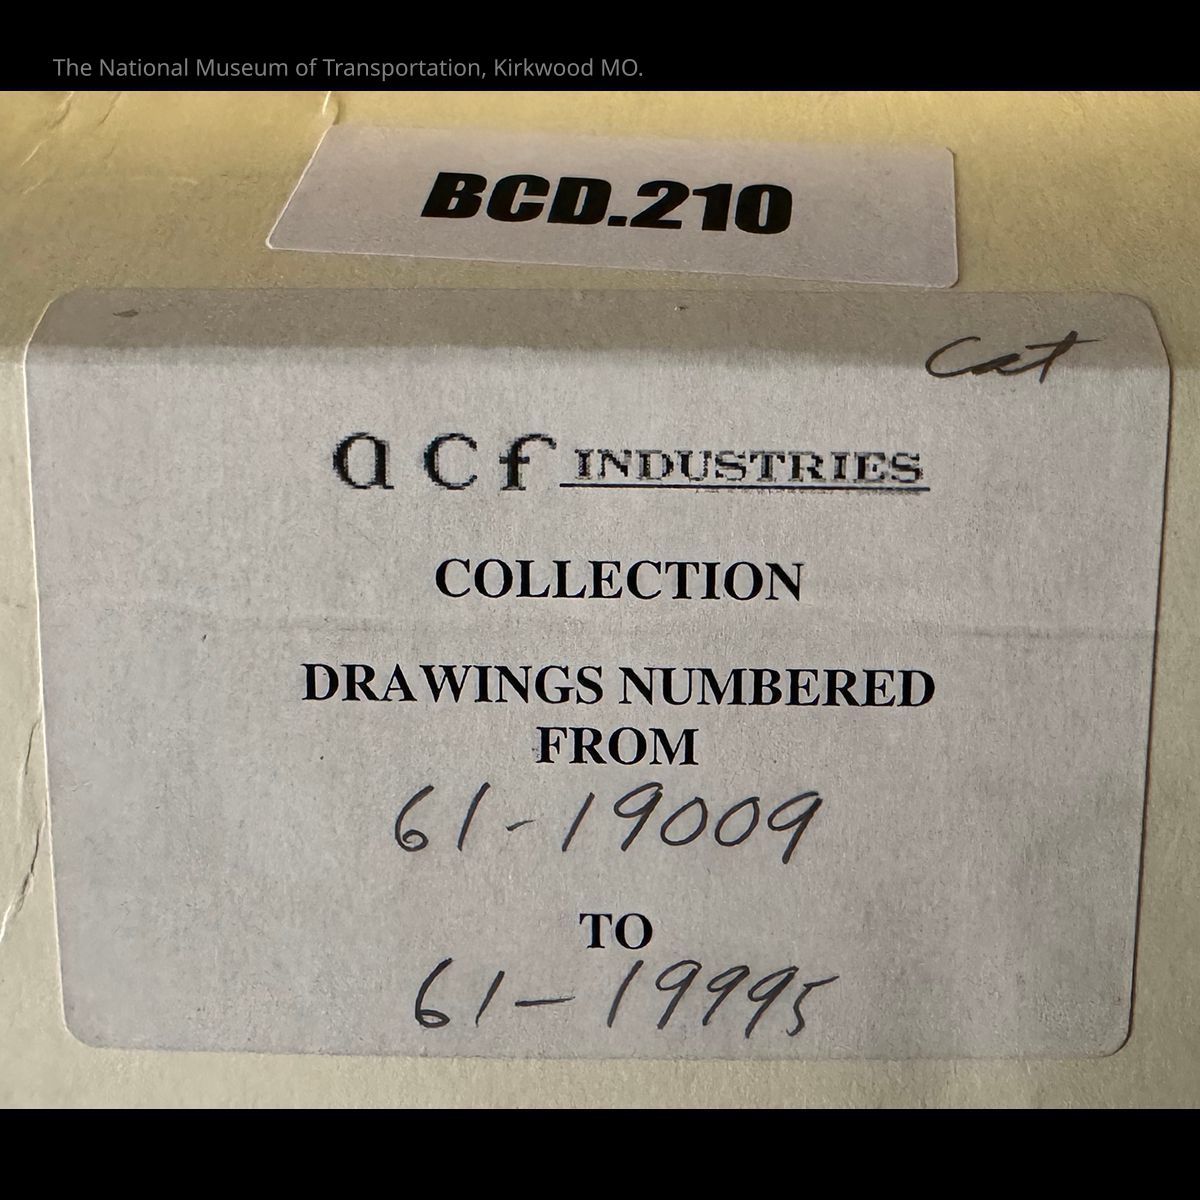 The National Museum of Transportation, Kirkwood MO.
BCD.210
Cat
acf INDUSTRIES
COLLECTION
DRAWINGS NUMBERED
FROM
61-19009
TO
61-19995